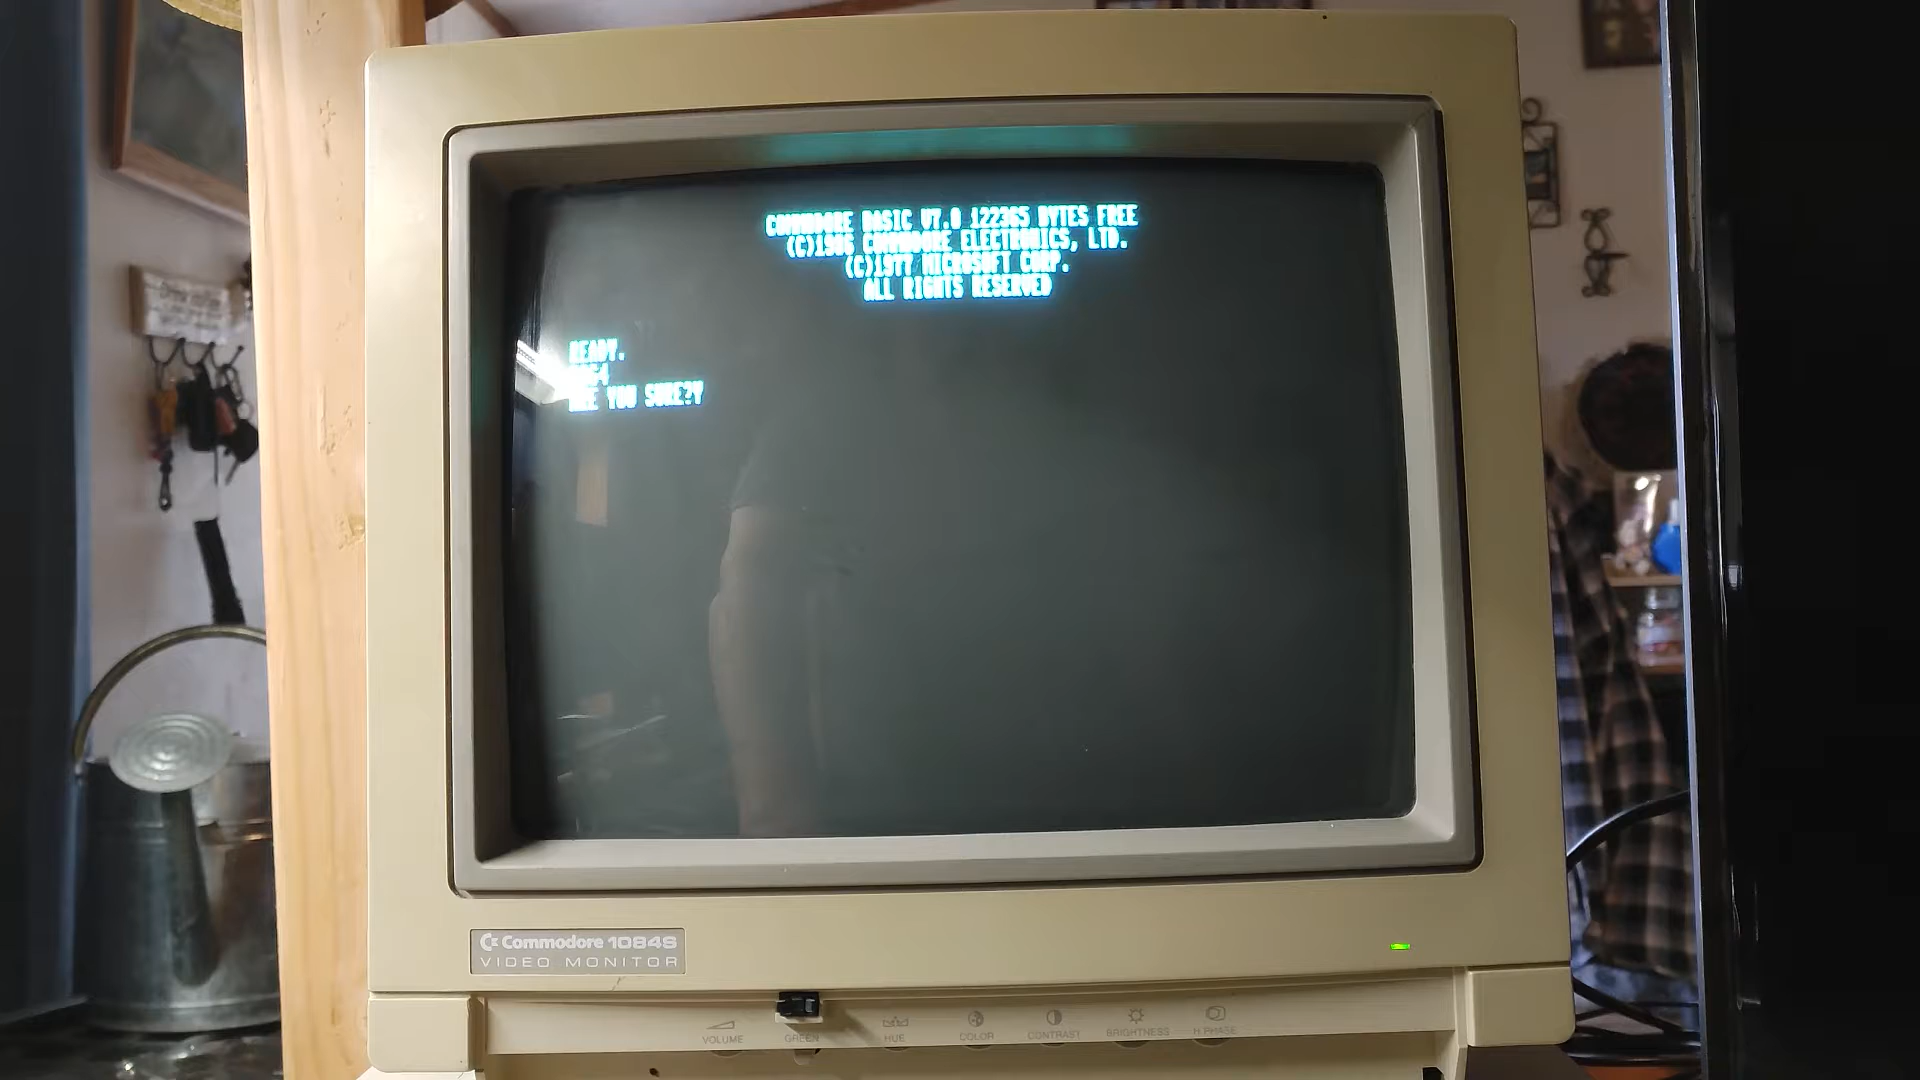 COMMODORE BASIC V7.0 122365 BYTES FREE
(C)1986 COMMODORE ELECTRONICS, LTD.
(C)1977 MICROSOFT CORP.
ALL RIGHTS RESERVED
READY.
ARE YOU SURE?Y
Commodore 1084S
VIDEO MONITOR
VOLUME
GREEN
HUE
COLOR
CONTRAST
BRIGHTNESS
H.PHASE